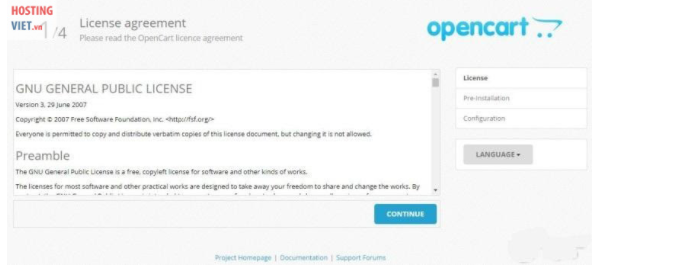 HOSTING
VIET.vn
1/4
License agreement
Please read the OpenCart licence agreement
opencart
GNU GENERAL PUBLIC LICENSE
Version 3, 29 June 2007
Copyright © 2007 Free Software Foundation, Inc. <http://fsf.org/>
Everyone is permitted to copy and distribute verbatim copies of this license document, but changing it is not allowed.
Preamble
The GNU General Public License is a free, copyleft license for software and other kinds of works.
The licenses for most software and other practical works are designed to take away your freedom to share and change the works. By
CONTINUE
License
Pre-Installation
Configuration
LANGUAGE
Project Homepage | Documentation | Support Forums